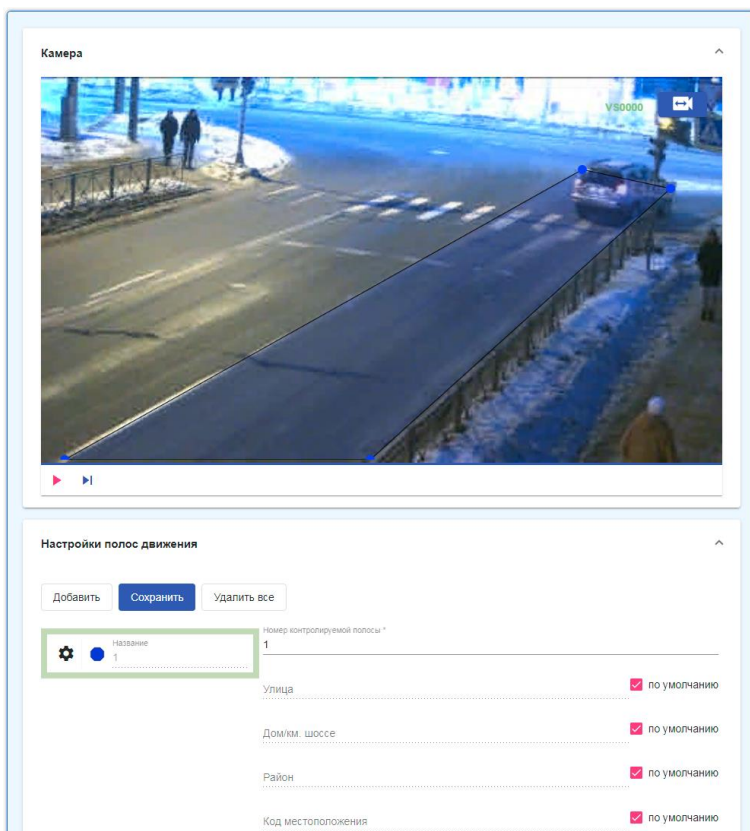 Камера
VS0000
Настройки полос движения
Добавить Сохранить Удалить все
Название
1
Номер контролируемой полосы *
1
Улица по умолчанию
Дом/км. шоссе по умолчанию
Район по умолчанию
Код местоположения по умолчанию